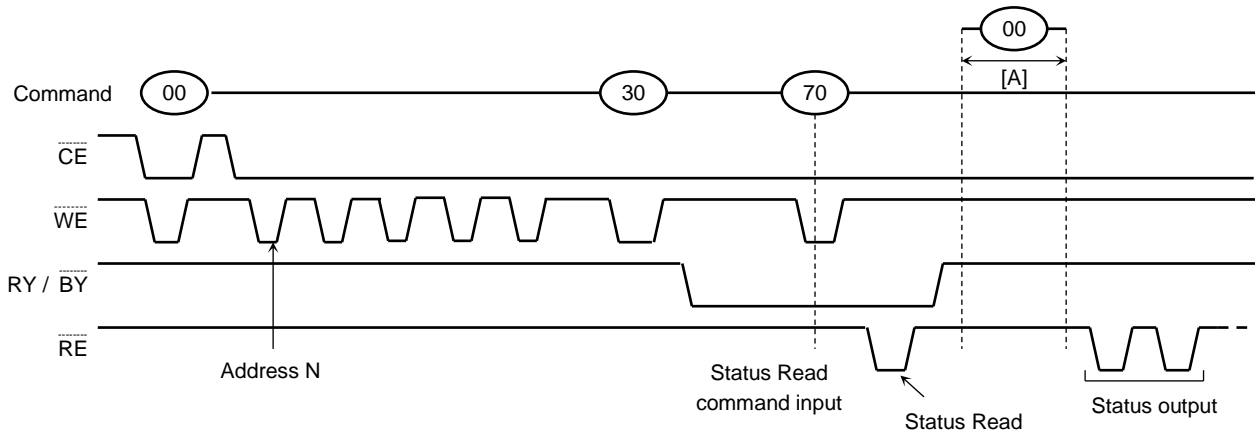 00
[A]
Command 00 30 70
CE
WE
RY / BY
RE
Address N
Status Read
command input
Status Read
Status output